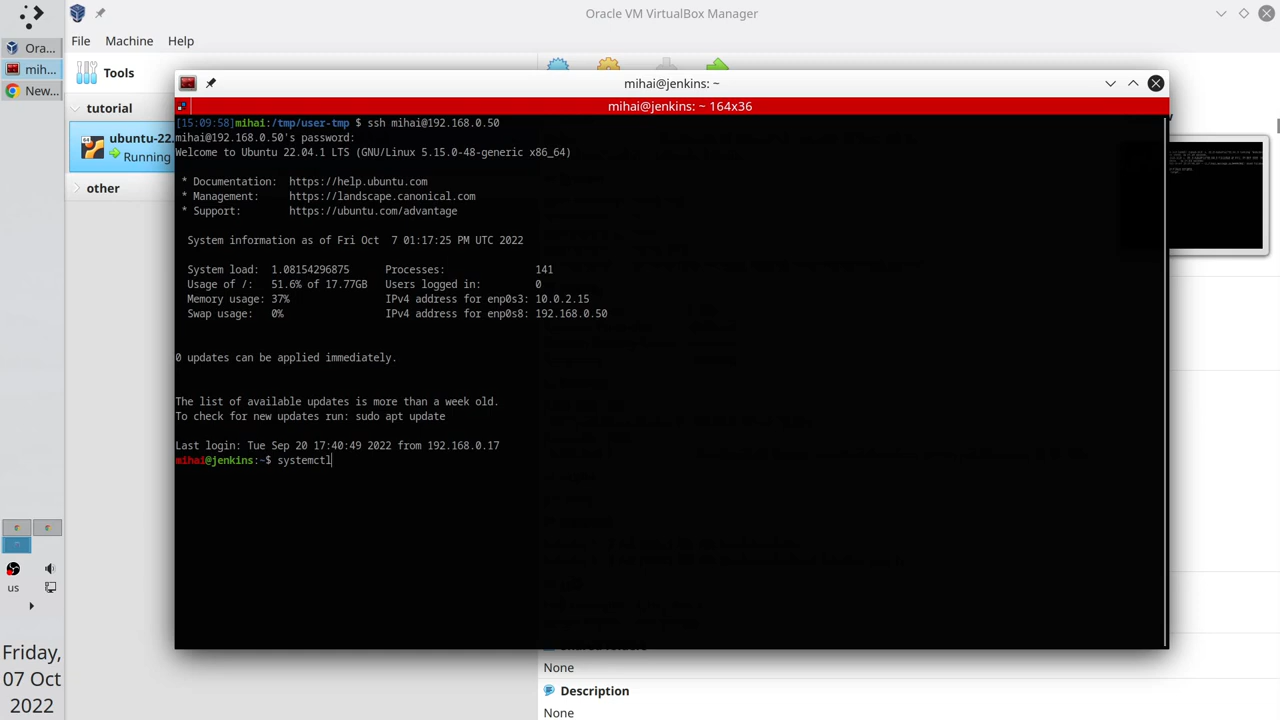 Oracle VM VirtualBox Manager
File Machine Help
Ora...
mih...
New...
Tools
tutorial
ubuntu-22.
Running
other
mihai@jenkins: ~
mihai@jenkins: ~ 164x36
[15:09:58]mihai:/tmp/user-tmp $ ssh mihai@192.168.0.50
mihai@192.168.0.50's password:
Welcome to Ubuntu 22.04.1 LTS (GNU/Linux 5.15.0-48-generic x86_64)
* Documentation: https://help.ubuntu.com
* Management: https://landscape.canonical.com
* Support: https://ubuntu.com/advantage
System information as of Fri Oct 7 01:17:25 PM UTC 2022
System load: 1.08154296875 Processes: 141
Usage of /: 51.6% of 17.77GB Users logged in: 0
Memory usage: 37% IPv4 address for enp0s3: 10.0.2.15
Swap usage: 0% IPv4 address for enp0s8: 192.168.0.50
0 updates can be applied immediately.
The list of available updates is more than a week old.
To check for new updates run: sudo apt update
Last login: Tue Sep 20 17:40:49 2022 from 192.168.0.17
mihai@jenkins:~$ systemctl
None
Description
None
us
Friday,
07 Oct
2022